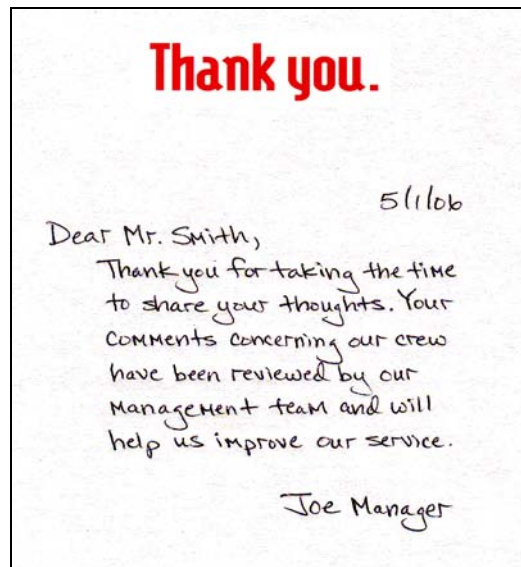 Thank you.
5/1/06
Dear Mr. Smith,
Thank you for taking the time
to share your thoughts. Your
comments concerning our crew
have been reviewed by our
management team and will
help us improve our service.
Joe Manager